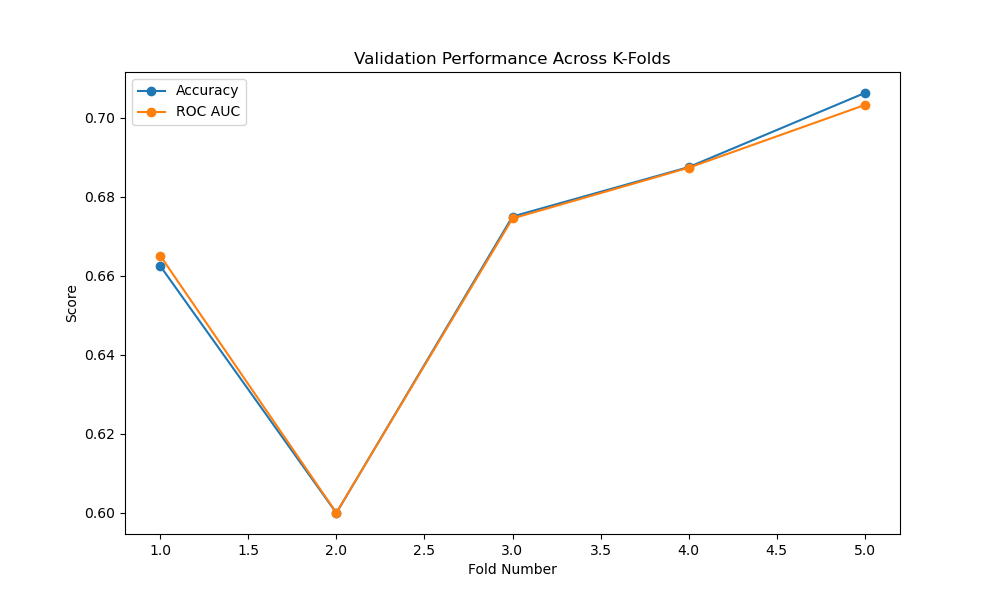 Validation Performance Across K-Folds
Accuracy
ROC AUC
0.70
0.68
0.66
0.64
0.62
0.60
Score
1.0 1.5 2.0 2.5 3.0 3.5 4.0 4.5 5.0
Fold Number